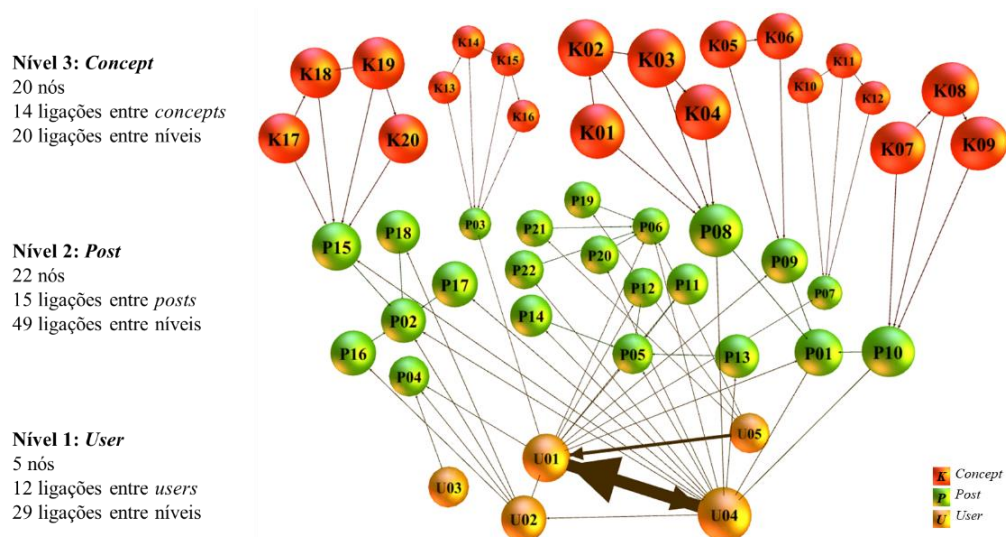 Nível 3: Concept
20 nós
14 ligações entre concepts
20 ligações entre níveis
Nível 2: Post
22 nós
15 ligações entre posts
49 ligações entre níveis
Nível 1: User
5 nós
12 ligações entre users
29 ligações entre níveis
K14
K15
K13
K16
K18
K19
K17
K20
K02
K03
K01
K04
K05
K06
K11
K10
K12
K08
K07
K09
P19
P03
P21
P06
P18
P15
P08
P20
P22
P09
P17
P12
P11
P07
P14
P02
P16
P05
P13
P01
P10
P04
U05
U01
U03
U02
U04
K Concept
P Post
U User